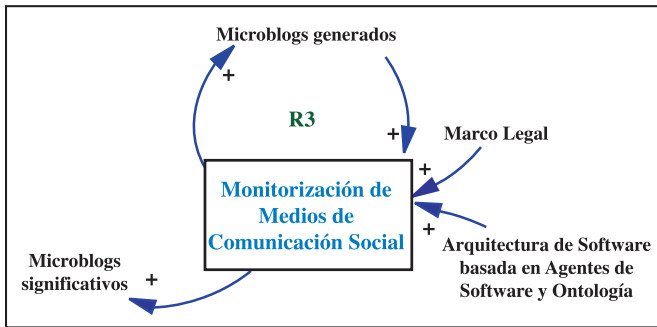 Microblogs generados
+
R3
+
Marco Legal
+
Monitorización de
Medios de
Comunicación Social
+
Arquitectura de Software
basada en Agentes de
Software y Ontología
Microblogs
significativos
+